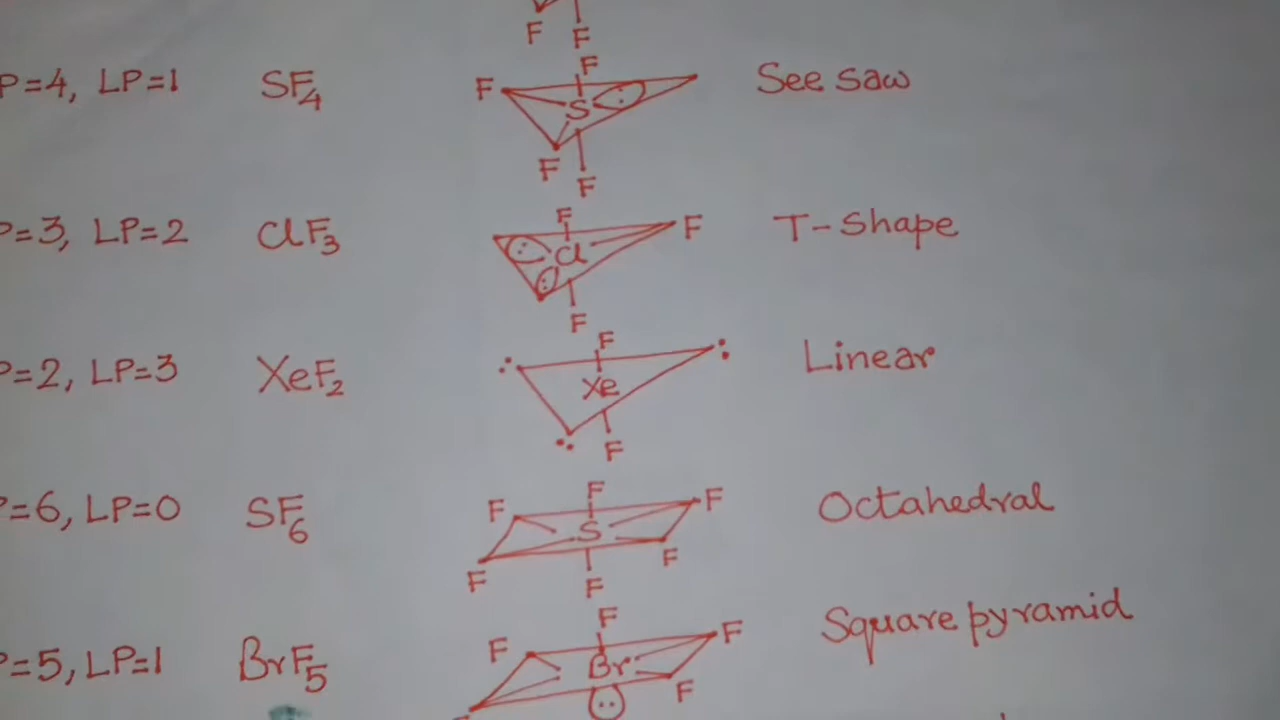 F F
P=4, LP=1 SF4 F F S : F F See saw
P=3, LP=2 ClF3 F F : Cl : F T-Shape
P=2, LP=3 XeF2 F : : Xe : F Linear
P=6, LP=0 SF6 F F F S F F F Octahedral
P=5, LP=1 BrF5 F F F Br F : Square pyramid